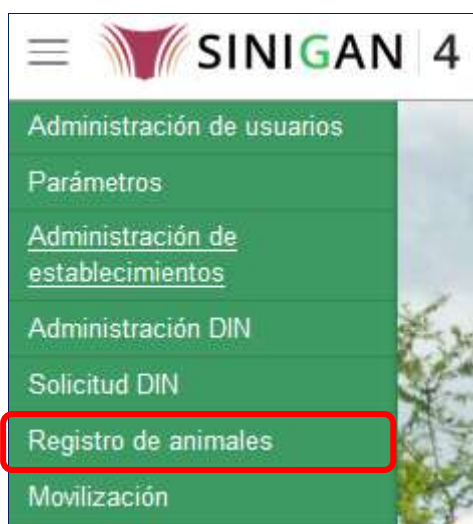 SINIGAN 4
Administración de usuarios
Parámetros
Administración de
establecimientos
Administración DIN
Solicitud DIN
Registro de animales
Movilización